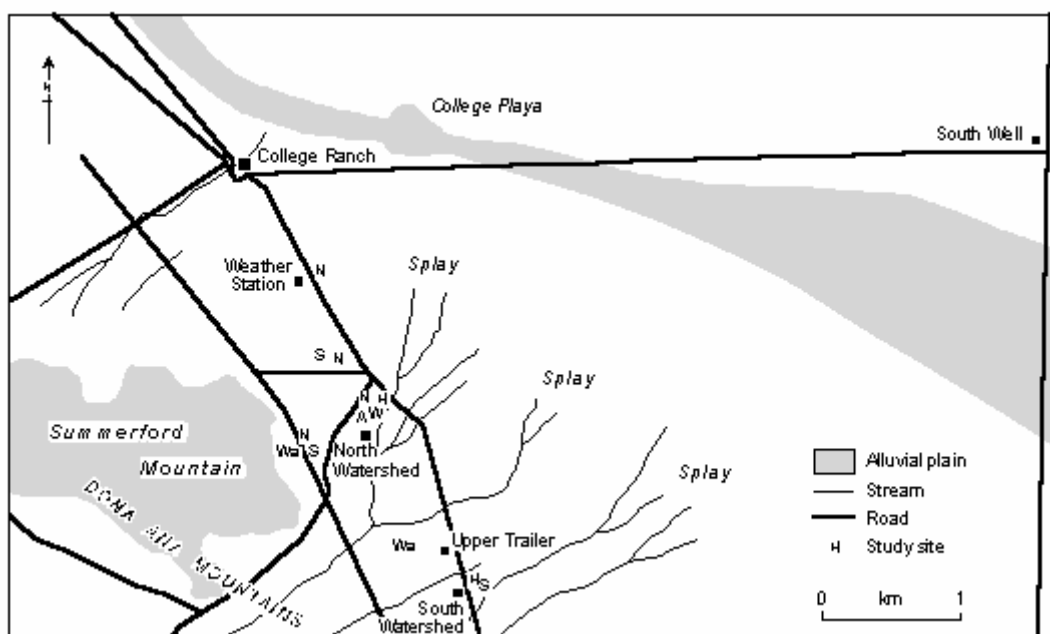 N
College Playa
South Well
College Ranch
Weather
Station
N
Splay
S N
Splay
N H
A W
Summerford
Mountain
N
Wa S
North
Watershed
Splay
DONA ANA MOUNTAINS
Wa
Upper Trailer
H S
South
Watershed
Alluvial plain
Stream
Road
H Study site
0 km 1